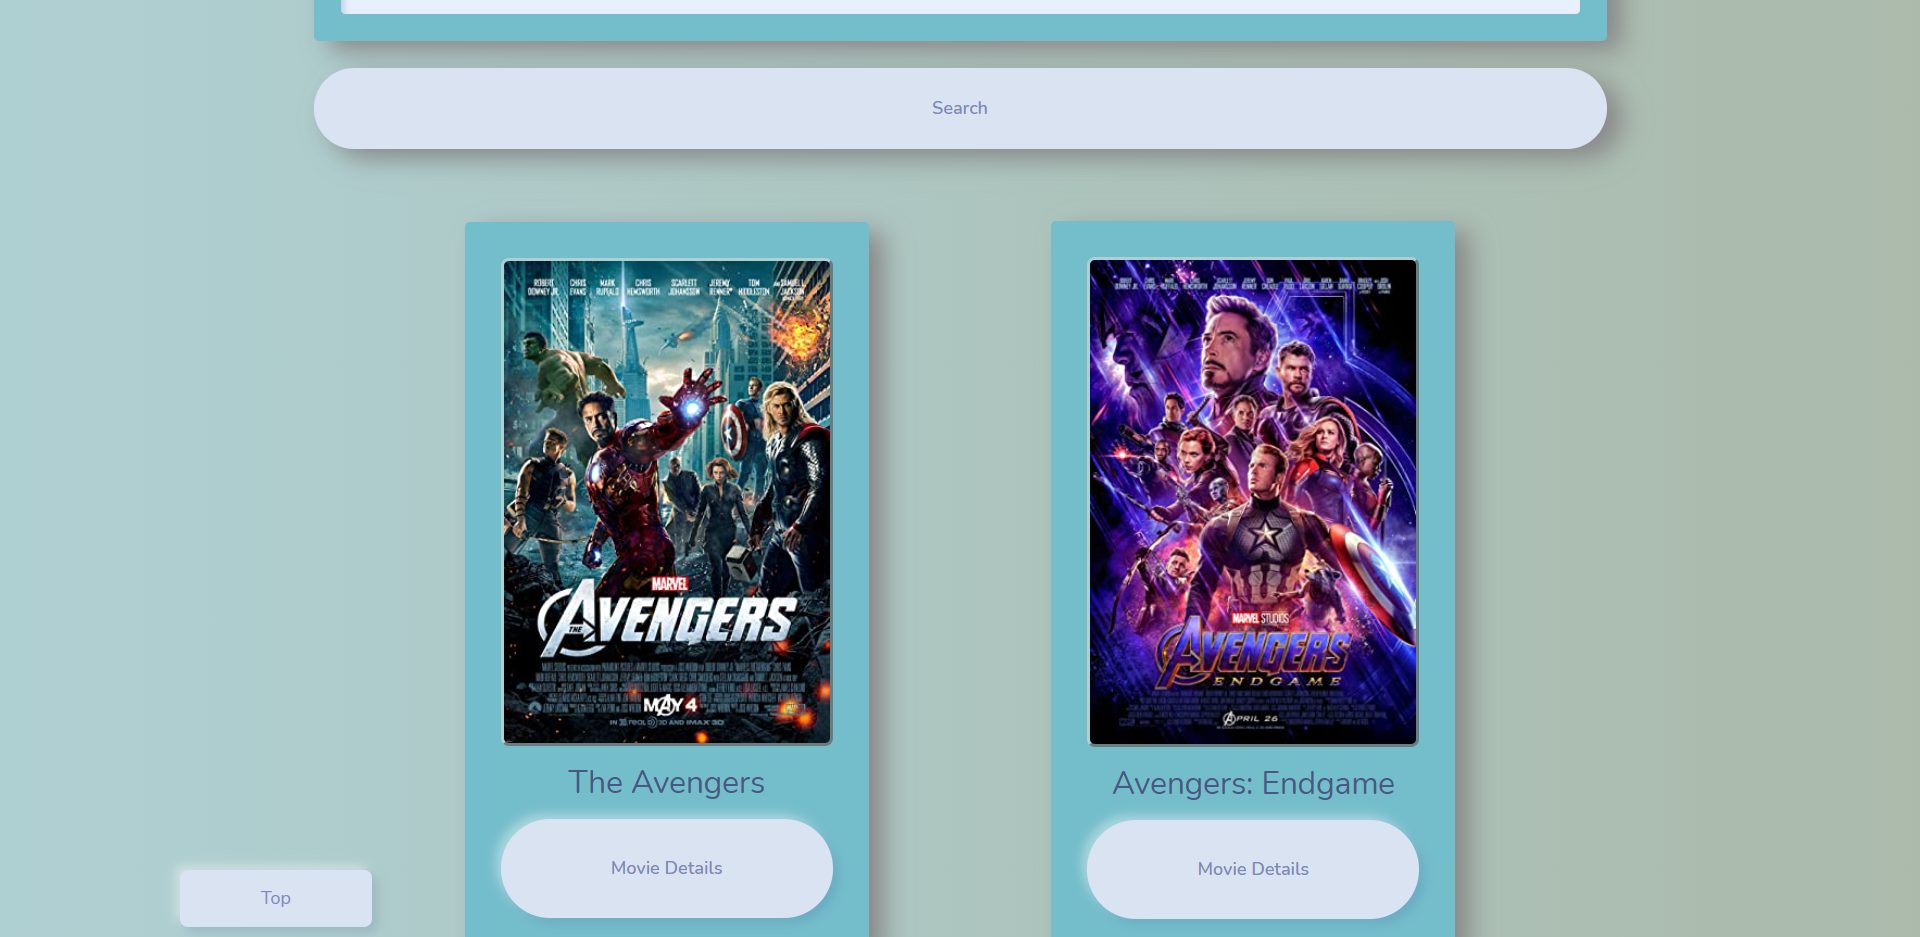 Search
ROBERT DOWNEY JR. CHRIS EVANS MARK RUFFALO CHRIS HEMSWORTH SCARLETT JOHANSSON JEREMY RENNER TOM HIDDLESTON AND SAMUEL L. JACKSON
MARVEL
THE AVENGERS
MAY 4
IN REAL D 3D AND IMAX 3D
The Avengers
Movie Details
MARVEL STUDIOS
AVENGERS
ENDGAME
APRIL 26
Avengers: Endgame
Movie Details
Top